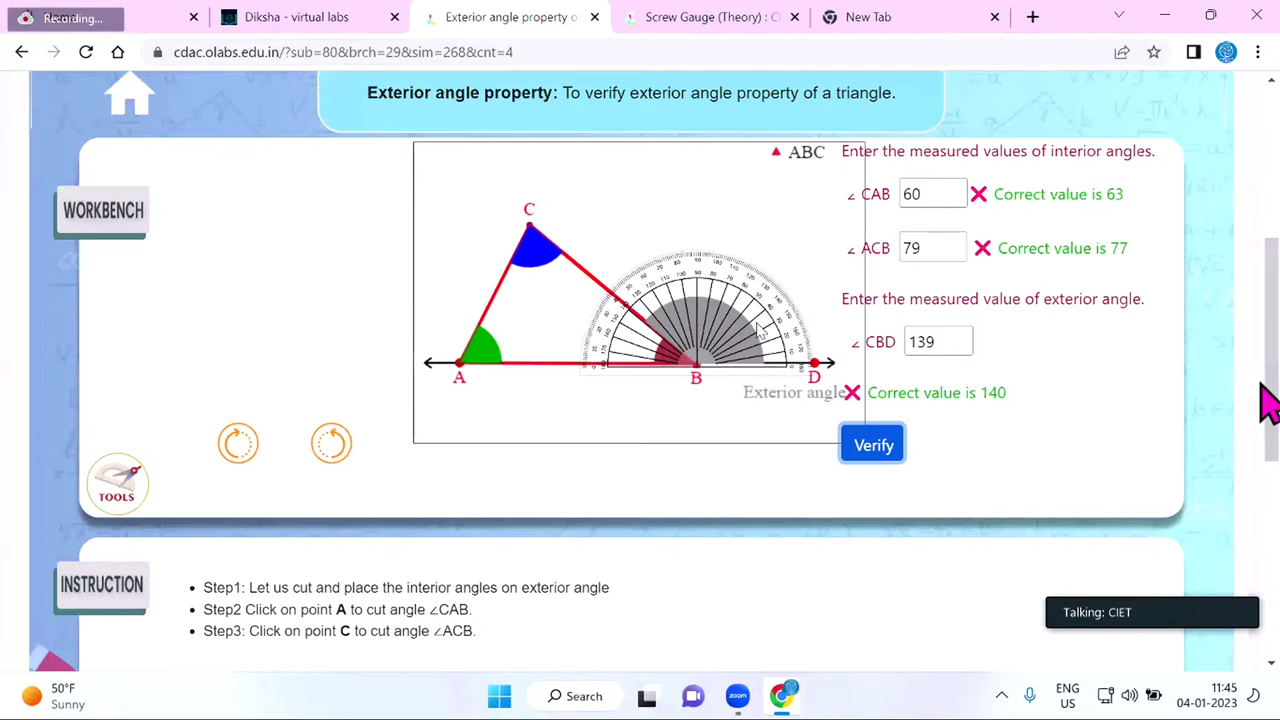 Recording...
Diksha - virtual labs
Exterior angle property o
Screw Gauge (Theory) : Cl
New Tab
cdac.olabs.edu.in/?sub=80&brch=29&sim=268&cnt=4
Exterior angle property: To verify exterior angle property of a triangle.
WORKBENCH
ABC
Enter the measured values of interior angles.
∠ CAB 60 Correct value is 63
C
∠ ACB 79 Correct value is 77
Enter the measured value of exterior angle.
∠ CBD 139
A
B
D
Exterior angle
Correct value is 140
Verify
TOOLS
INSTRUCTION
Step1: Let us cut and place the interior angles on exterior angle
Step2 Click on point A to cut angle ∠CAB.
Step3: Click on point C to cut angle ∠ACB.
Talking: CIET
50°F
Sunny
Search
zoom
ENG
US
11:45
04-01-2023